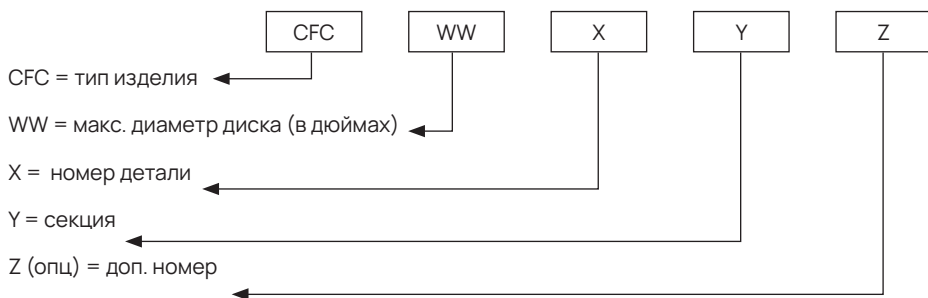 CFC WW X Y Z
CFC = тип изделия
WW = макс. диаметр диска (в дюймах)
X = номер детали
Y = секция
Z (опц) = доп. номер